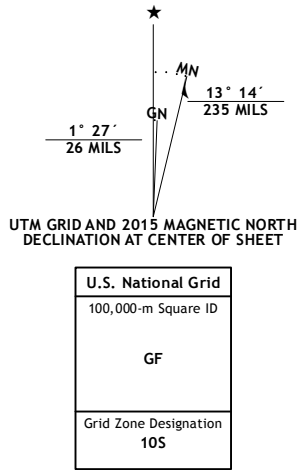 ★
MN
GN
13° 14´
235 MILS
1° 27´
26 MILS
UTM GRID AND 2015 MAGNETIC NORTH
DECLINATION AT CENTER OF SHEET
U.S. National Grid
100,000-m Square ID
GF
Grid Zone Designation
10S